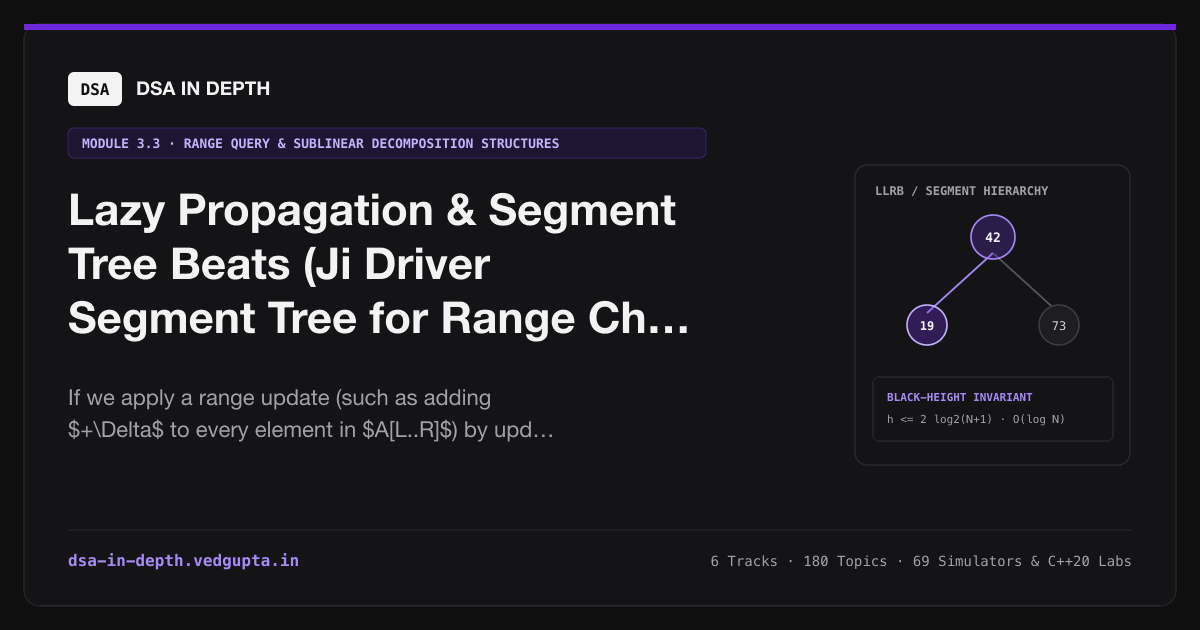 DSA
DSA IN DEPTH
MODULE 3.3 · RANGE QUERY & SUBLINEAR DECOMPOSITION STRUCTURES
Lazy Propagation & Segment
Tree Beats (Ji Driver
Segment Tree for Range Ch…
If we apply a range update (such as adding
$+\Delta$ to every element in $A[L..R]$) by upd…
LLRB / SEGMENT HIERARCHY
42
19
73
BLACK-HEIGHT INVARIANT
h <= 2 log2(N+1) · O(log N)
dsa-in-depth.vedgupta.in
6 Tracks · 180 Topics · 69 Simulators & C++20 Labs